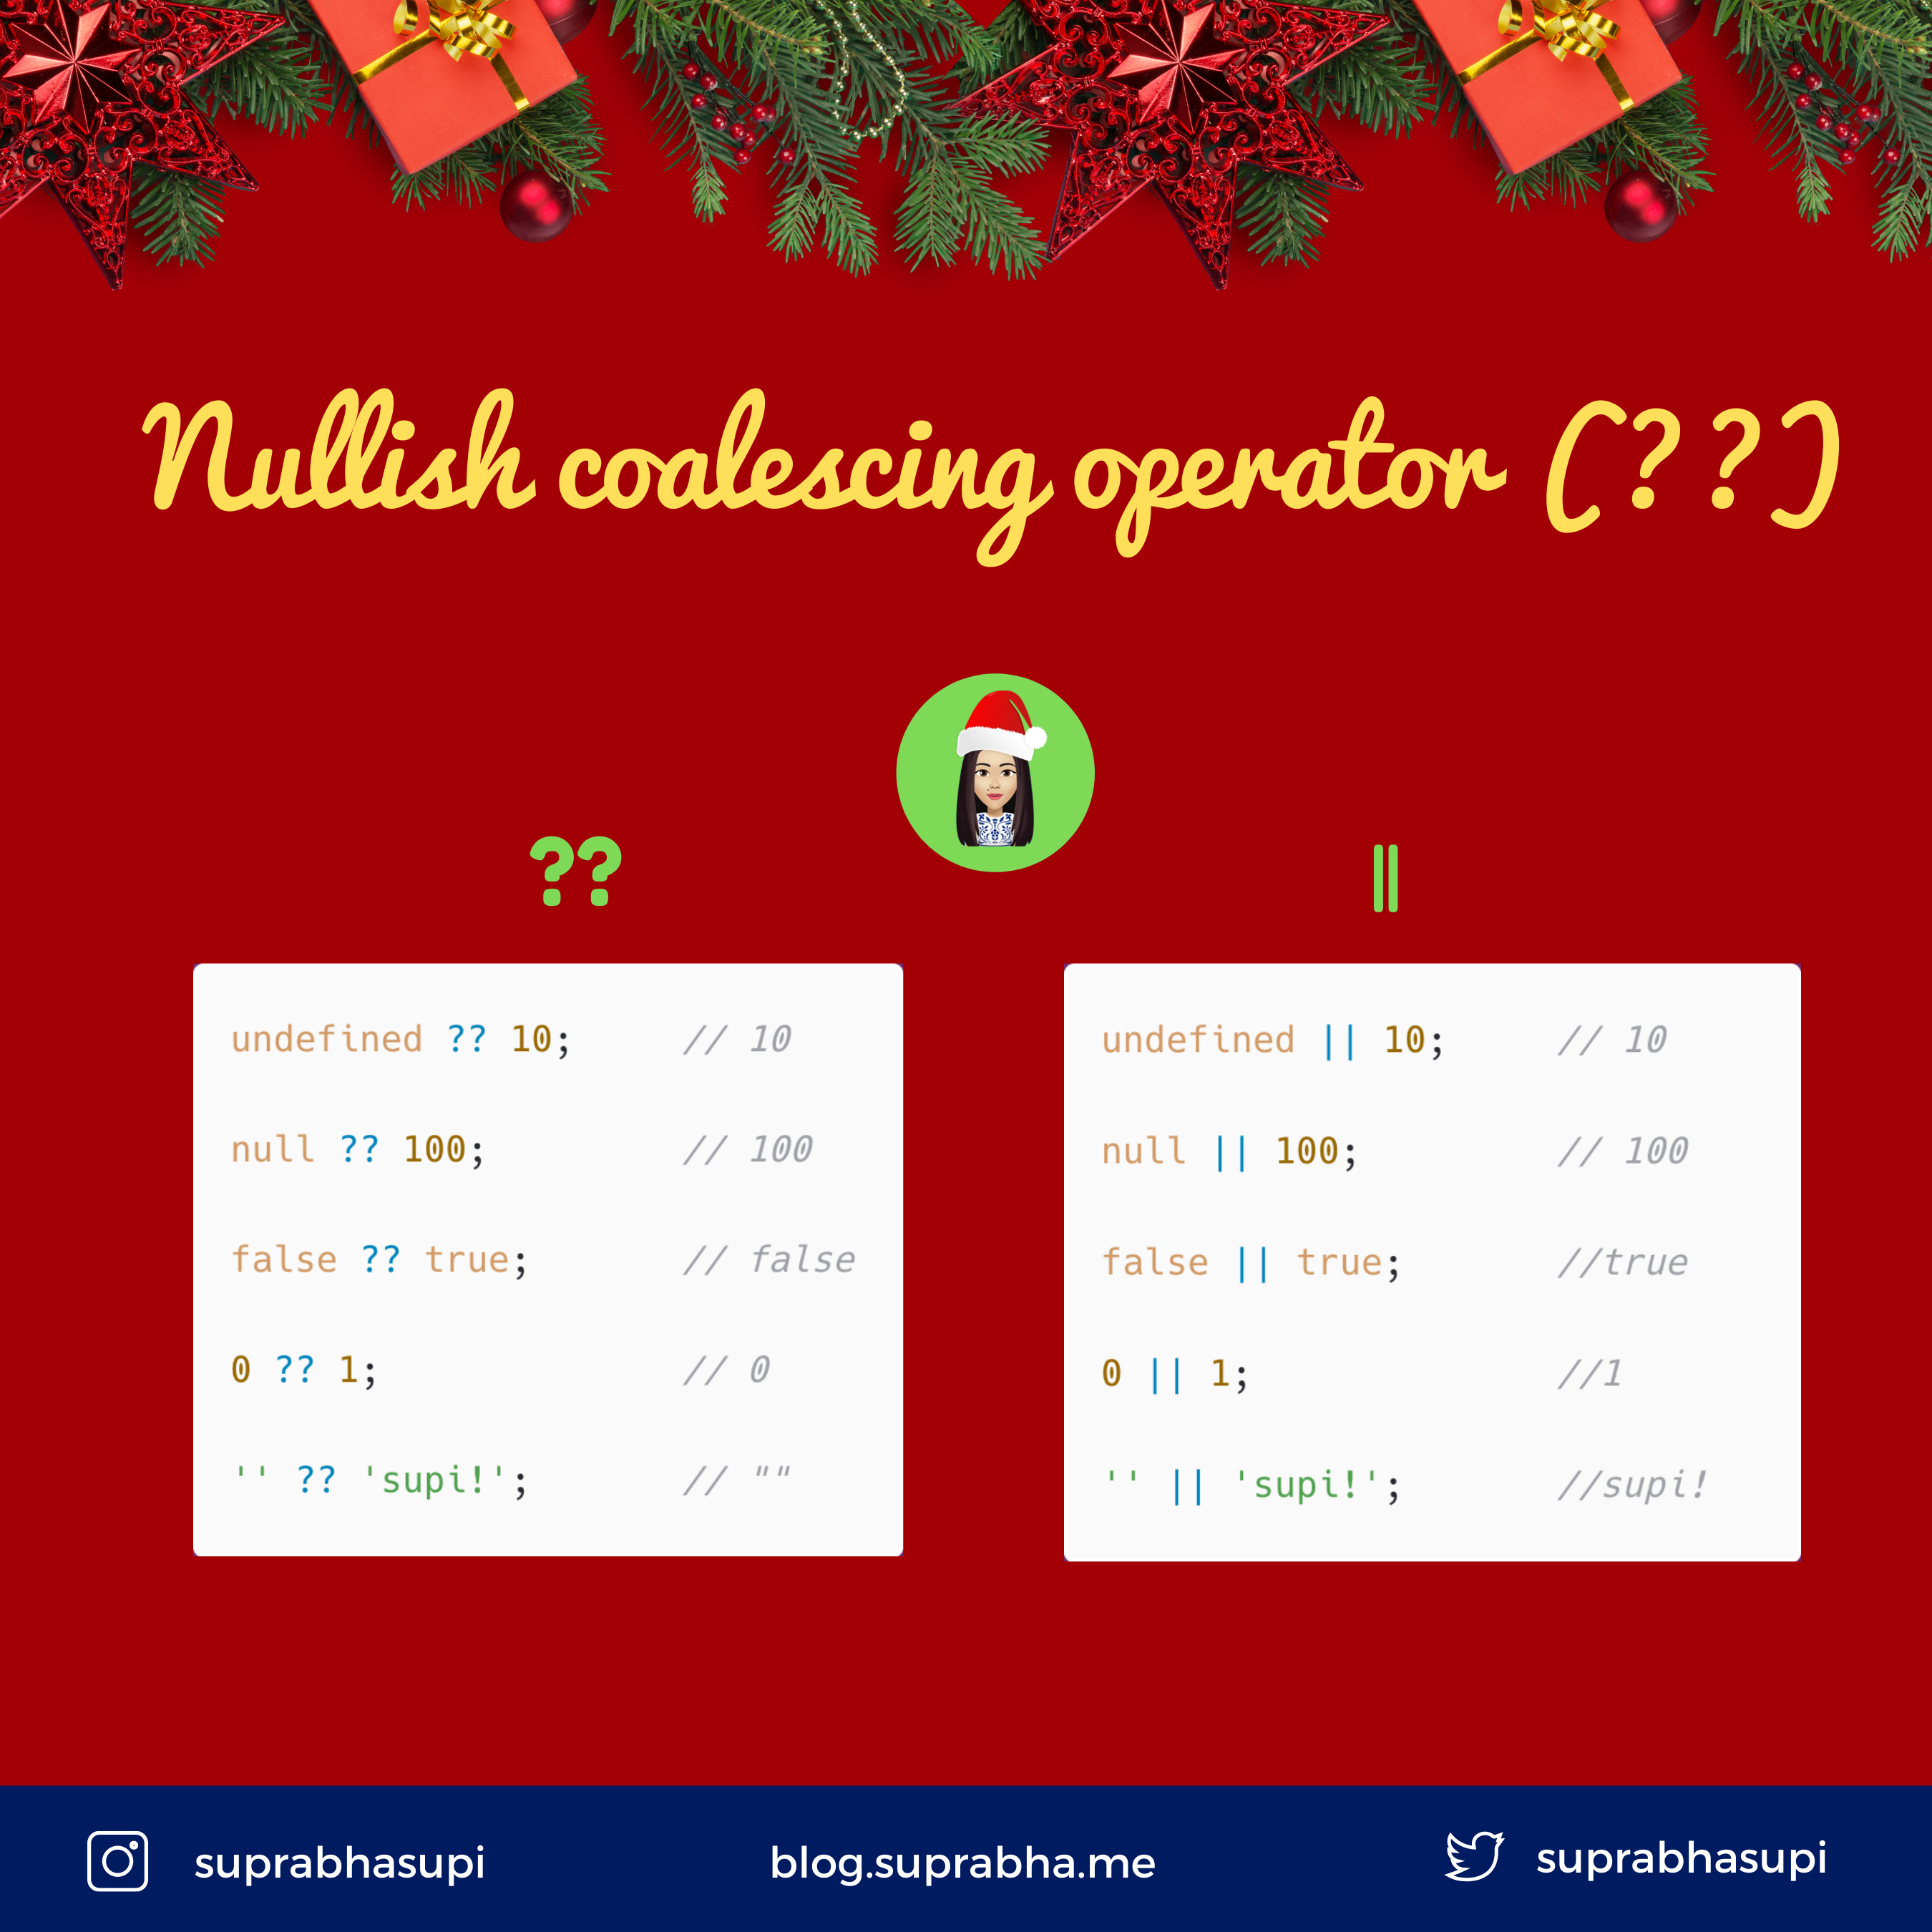 Nullish coalescing operator (??)
??
undefined ?? 10; // 10
null ?? 100; // 100
false ?? true; // false
0 ?? 1; // 0
'' ?? 'supi!'; // ""
||
undefined || 10; // 10
null || 100; // 100
false || true; //true
0 || 1; //1
'' || 'supi!'; //supi!
suprabhasupi
blog.suprabha.me
suprabhasupi